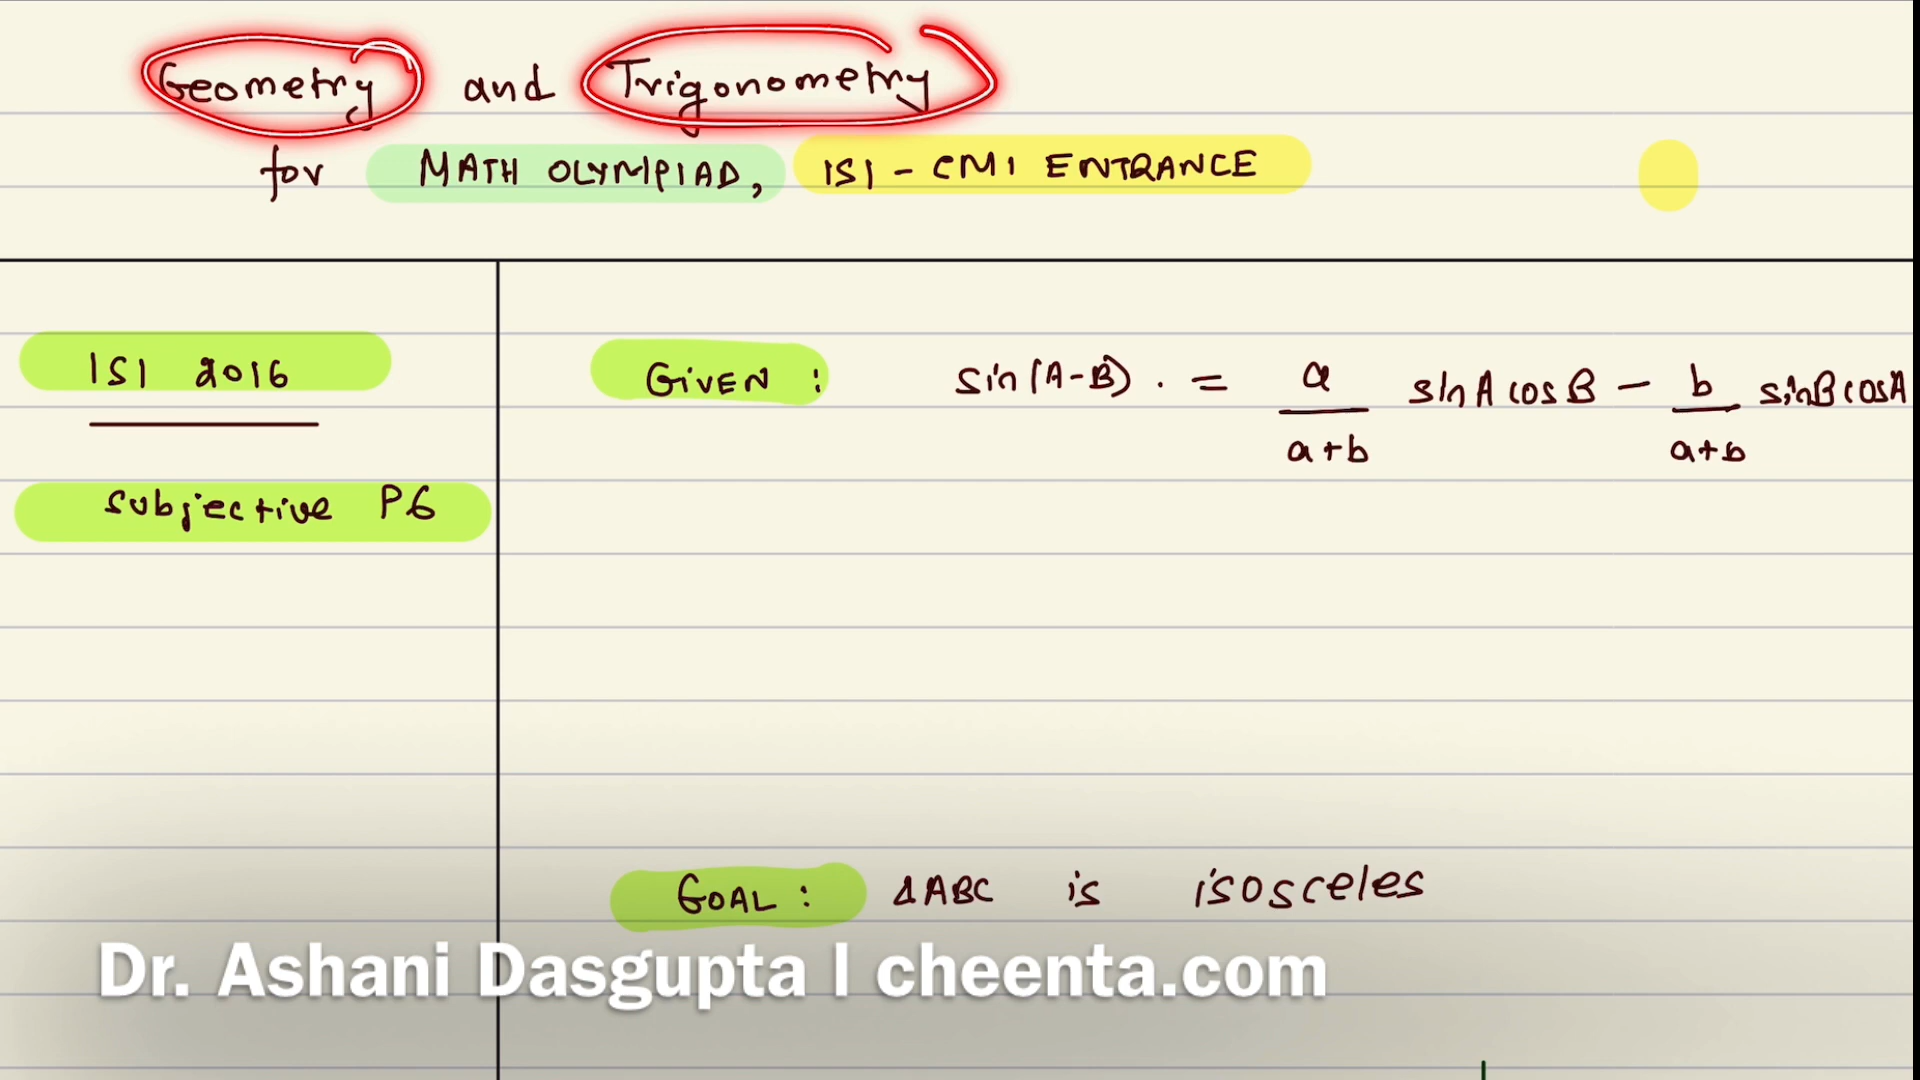 Geometry and Trigonometry
for MATH OLYMPIAD, ISI - CMI ENTRANCE
ISI 2016
Subjective P6
GIVEN : sin(A-B) . = a/(a+b) sinA cosB - b/(a+b) sinB cosA
GOAL : ΔABC is isosceles
Dr. Ashani Dasgupta I cheenta.com